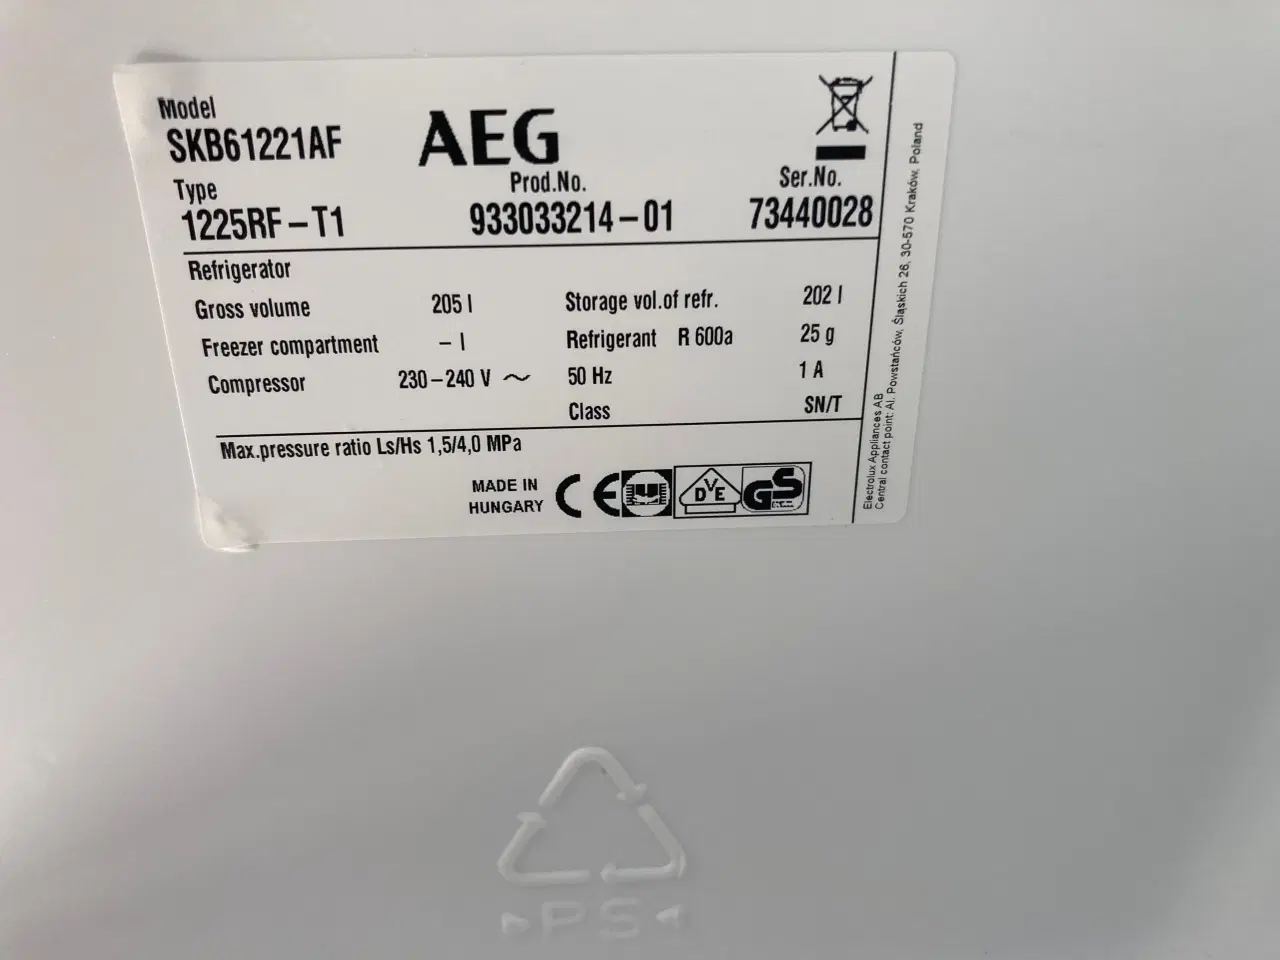 Model
SKB61221AF
AEG
Type
Prod.No.
Ser.No.
1225RF-T1 933033214-01 73440028
Refrigerator
Gross volume 205 l Storage vol.of refr. 202 l
Freezer compartment - l Refrigerant R 600a 25 g
Compressor 230-240 V ~ 50 Hz 1 A
Class SN/T
Max.pressure ratio Ls/Hs 1,5/4,0 MPa
MADE IN
HUNGARY
CE
DVE
GS
Electrolux Appliances AB
Central contact point: Al. Powstańców, Śląskich 26, 30-570 Kraków, Poland
PS